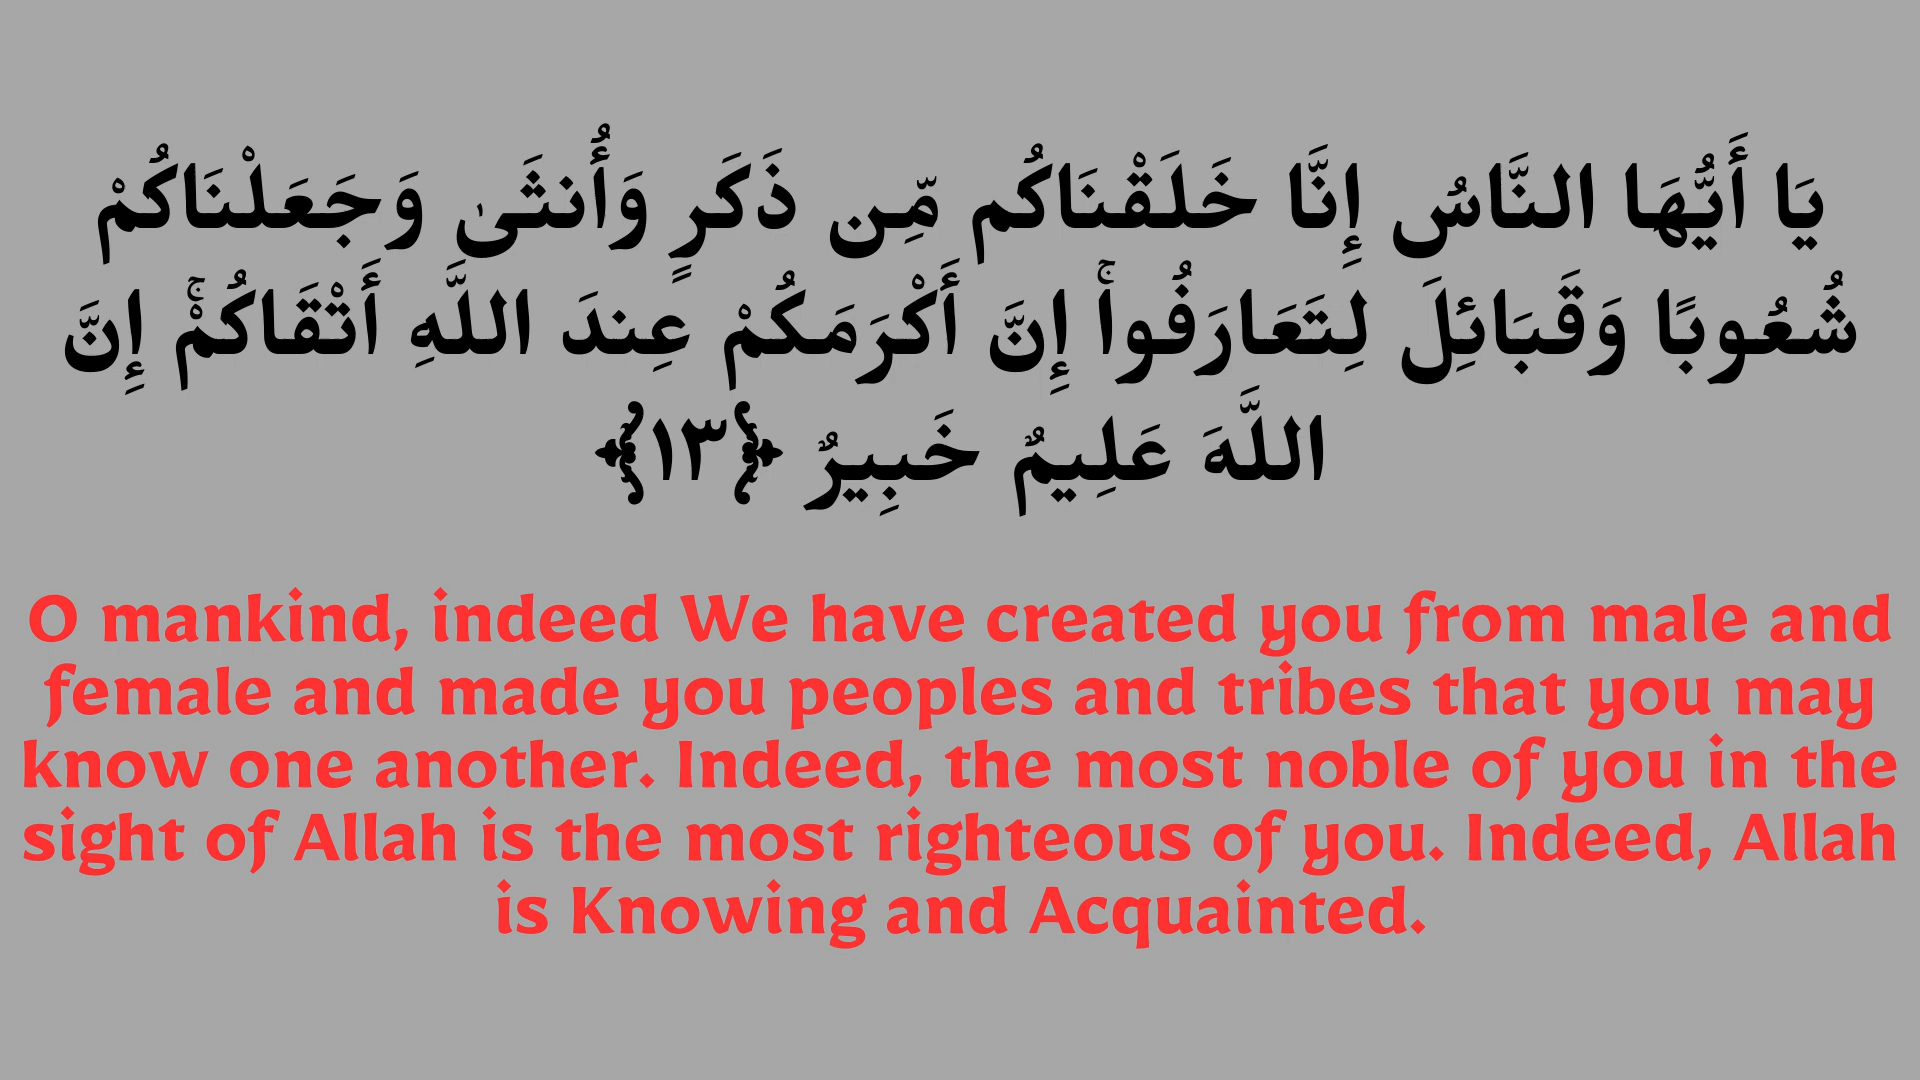 يَا أَيُّهَا النَّاسُ إِنَّا خَلَقْنَاكُم مِّن ذَكَرٍ وَأُنثَىٰ وَجَعَلْنَاكُمْ
شُعُوبًا وَقَبَائِلَ لِتَعَارَفُوا ۚ إِنَّ أَكْرَمَكُمْ عِندَ اللَّهِ أَتْقَاكُمْ ۚ إِنَّ
اللَّهَ عَلِيمٌ خَبِيرٌ ﴿١٣﴾
O mankind, indeed We have created you from male and
female and made you peoples and tribes that you may
know one another. Indeed, the most noble of you in the
sight of Allah is the most righteous of you. Indeed, Allah
is Knowing and Acquainted.